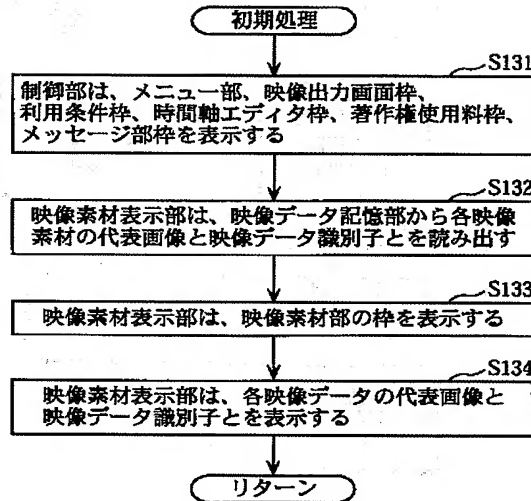 初期処理
S131
制御部は、メニュー部、映像出力画面枠、
利用条件枠、時間軸エディタ枠、著作権使用料枠、
メッセージ部枠を表示する
S132
映像素材表示部は、映像データ記憶部から各映像
素材の代表画像と映像データ識別子とを読み出す
S133
映像素材表示部は、映像素材部の枠を表示する
S134
映像素材表示部は、各映像データの代表画像と
映像データ識別子とを表示する
リターン